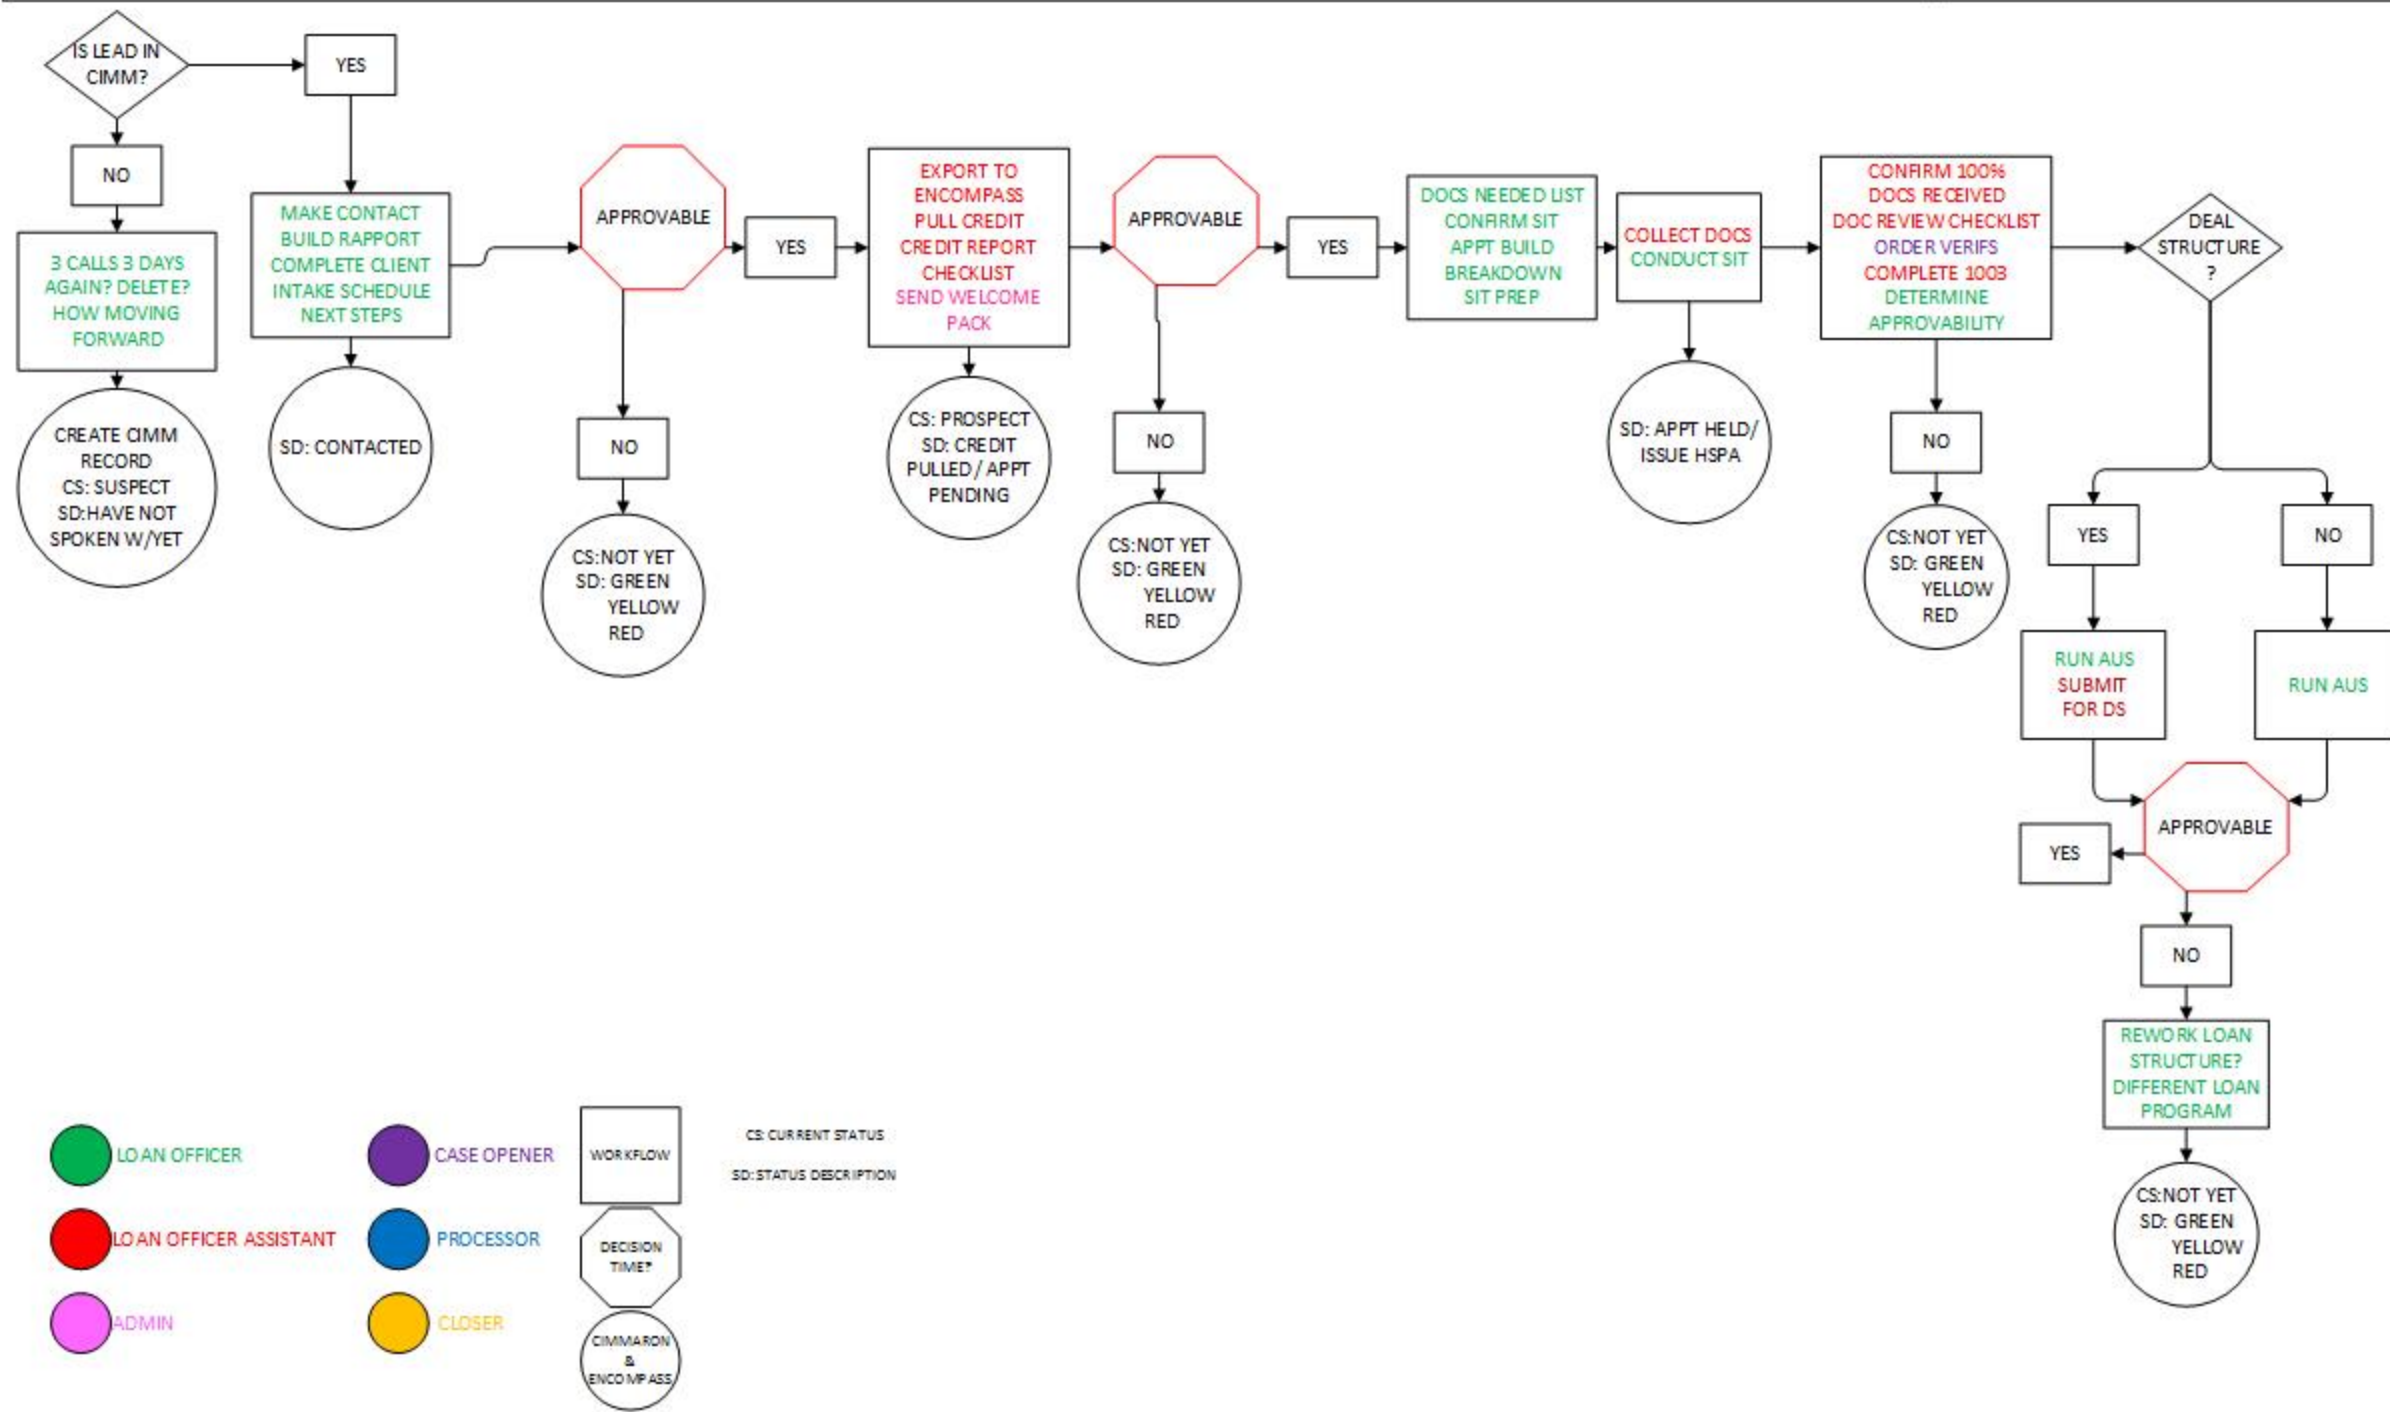 IS LEAD IN
CIMM?
YES
NO
3 CALLS 3 DAYS
AGAIN? DELETE?
HOW MOVING
FORWARD
CREATE CIMM
RECORD
CS: SUSPECT
SD:HAVE NOT
SPOKEN W/YET
MAKE CONTACT
BUILD RAPPORT
COMPLETE CLIENT
INTAKE SCHEDULE
NEXT STEPS
SD: CONTACTED
APPROVABLE
YES
NO
CS:NOT YET
SD: GREEN
YELLOW
RED
EXPORT TO
ENCOMPASS
PULL CREDIT
CREDIT REPORT
CHECKLIST
SEND WELCOME
PACK
CS: PROSPECT
SD: CREDIT
PULLED/ APPT
PENDING
APPROVABLE
YES
NO
CS:NOT YET
SD: GREEN
YELLOW
RED
DOCS NEEDED LIST
CONFIRM SIT
APPT BUILD
BREAKDOWN
SIT PREP
COLLECT DOCS
CONDUCT SIT
SD: APPT HELD/
ISSUE HSPA
CONFIRM 100%
DOCS RECEIVED
DOC REVIEW CHECKLIST
ORDER VERIFS
COMPLETE 1003
DETERMINE
APPROVABILITY
NO
CS:NOT YET
SD: GREEN
YELLOW
RED
DEAL
STRUCTURE
?
YES
NO
RUN AUS
SUBMIT
FOR DS
RUN AUS
APPROVABLE
YES
NO
REWORK LOAN
STRUCTURE?
DIFFERENT LOAN
PROGRAM
CS:NOT YET
SD: GREEN
YELLOW
RED
LOAN OFFICER
LOAN OFFICER ASSISTANT
ADMIN
CASE OPENER
PROCESSOR
CLOSER
WORKFLOW
DECISION
TIME?
CIMMARON
&
ENCOMPASS
CS: CURRENT STATUS
SD: STATUS DESCRIPTION